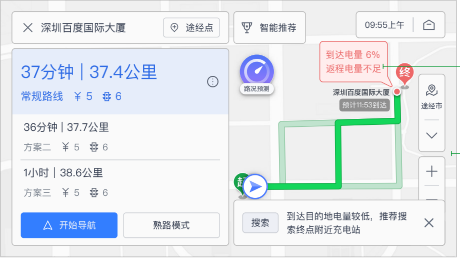 深圳百度国际大厦
途经点
37分钟 | 37.4公里
常规路线 ¥ 5 6
36分钟 | 37.7公里
方案二 ¥ 5 6
1小时 | 38.6公里
方案三 ¥ 5 6
开始导航
熟路模式
智能推荐
09:55上午
路况预测
到达电量 6%
返程电量不足
终
深圳百度国际大厦
预计11:53到达
途经市
起
搜索
到达目的地电量较低，推荐搜
索终点附近充电站